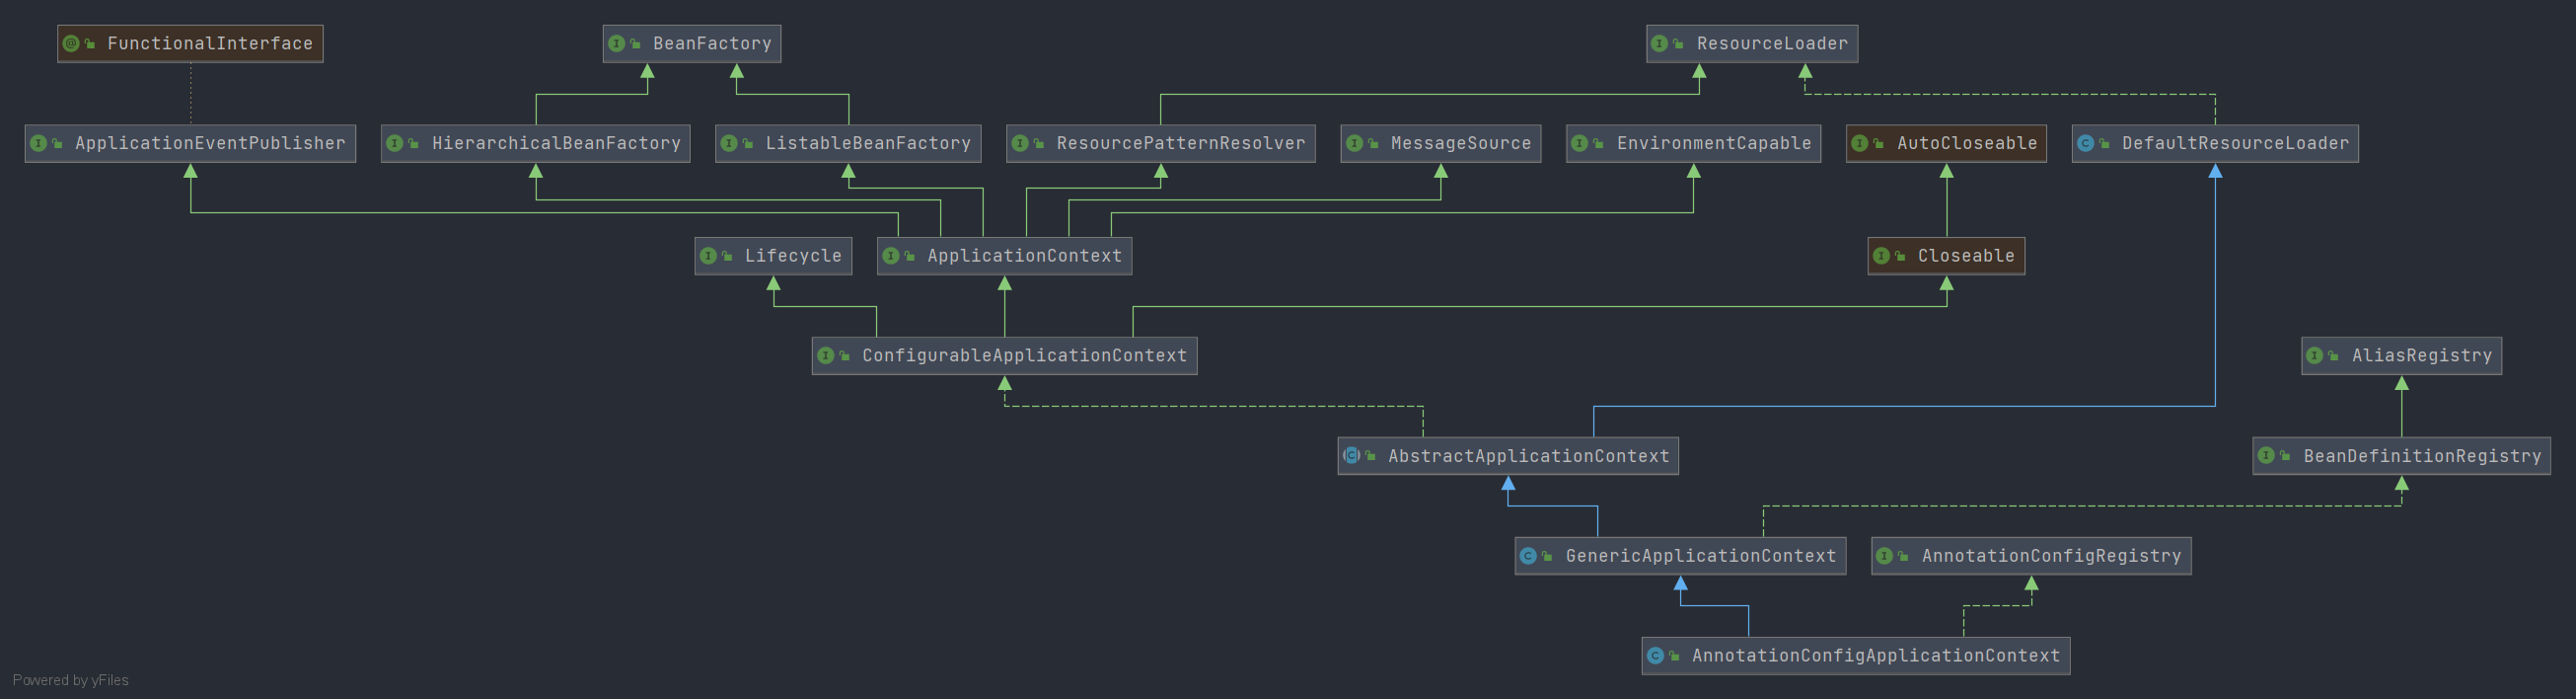 FunctionalInterface
BeanFactory
ResourceLoader
ApplicationEventPublisher
HierarchicalBeanFactory
ListableBeanFactory
ResourcePatternResolver
MessageSource
EnvironmentCapable
AutoCloseable
DefaultResourceLoader
Lifecycle
ApplicationContext
Closeable
ConfigurableApplicationContext
AliasRegistry
AbstractApplicationContext
BeanDefinitionRegistry
GenericApplicationContext
AnnotationConfigRegistry
AnnotationConfigApplicationContext
Powered by yFiles